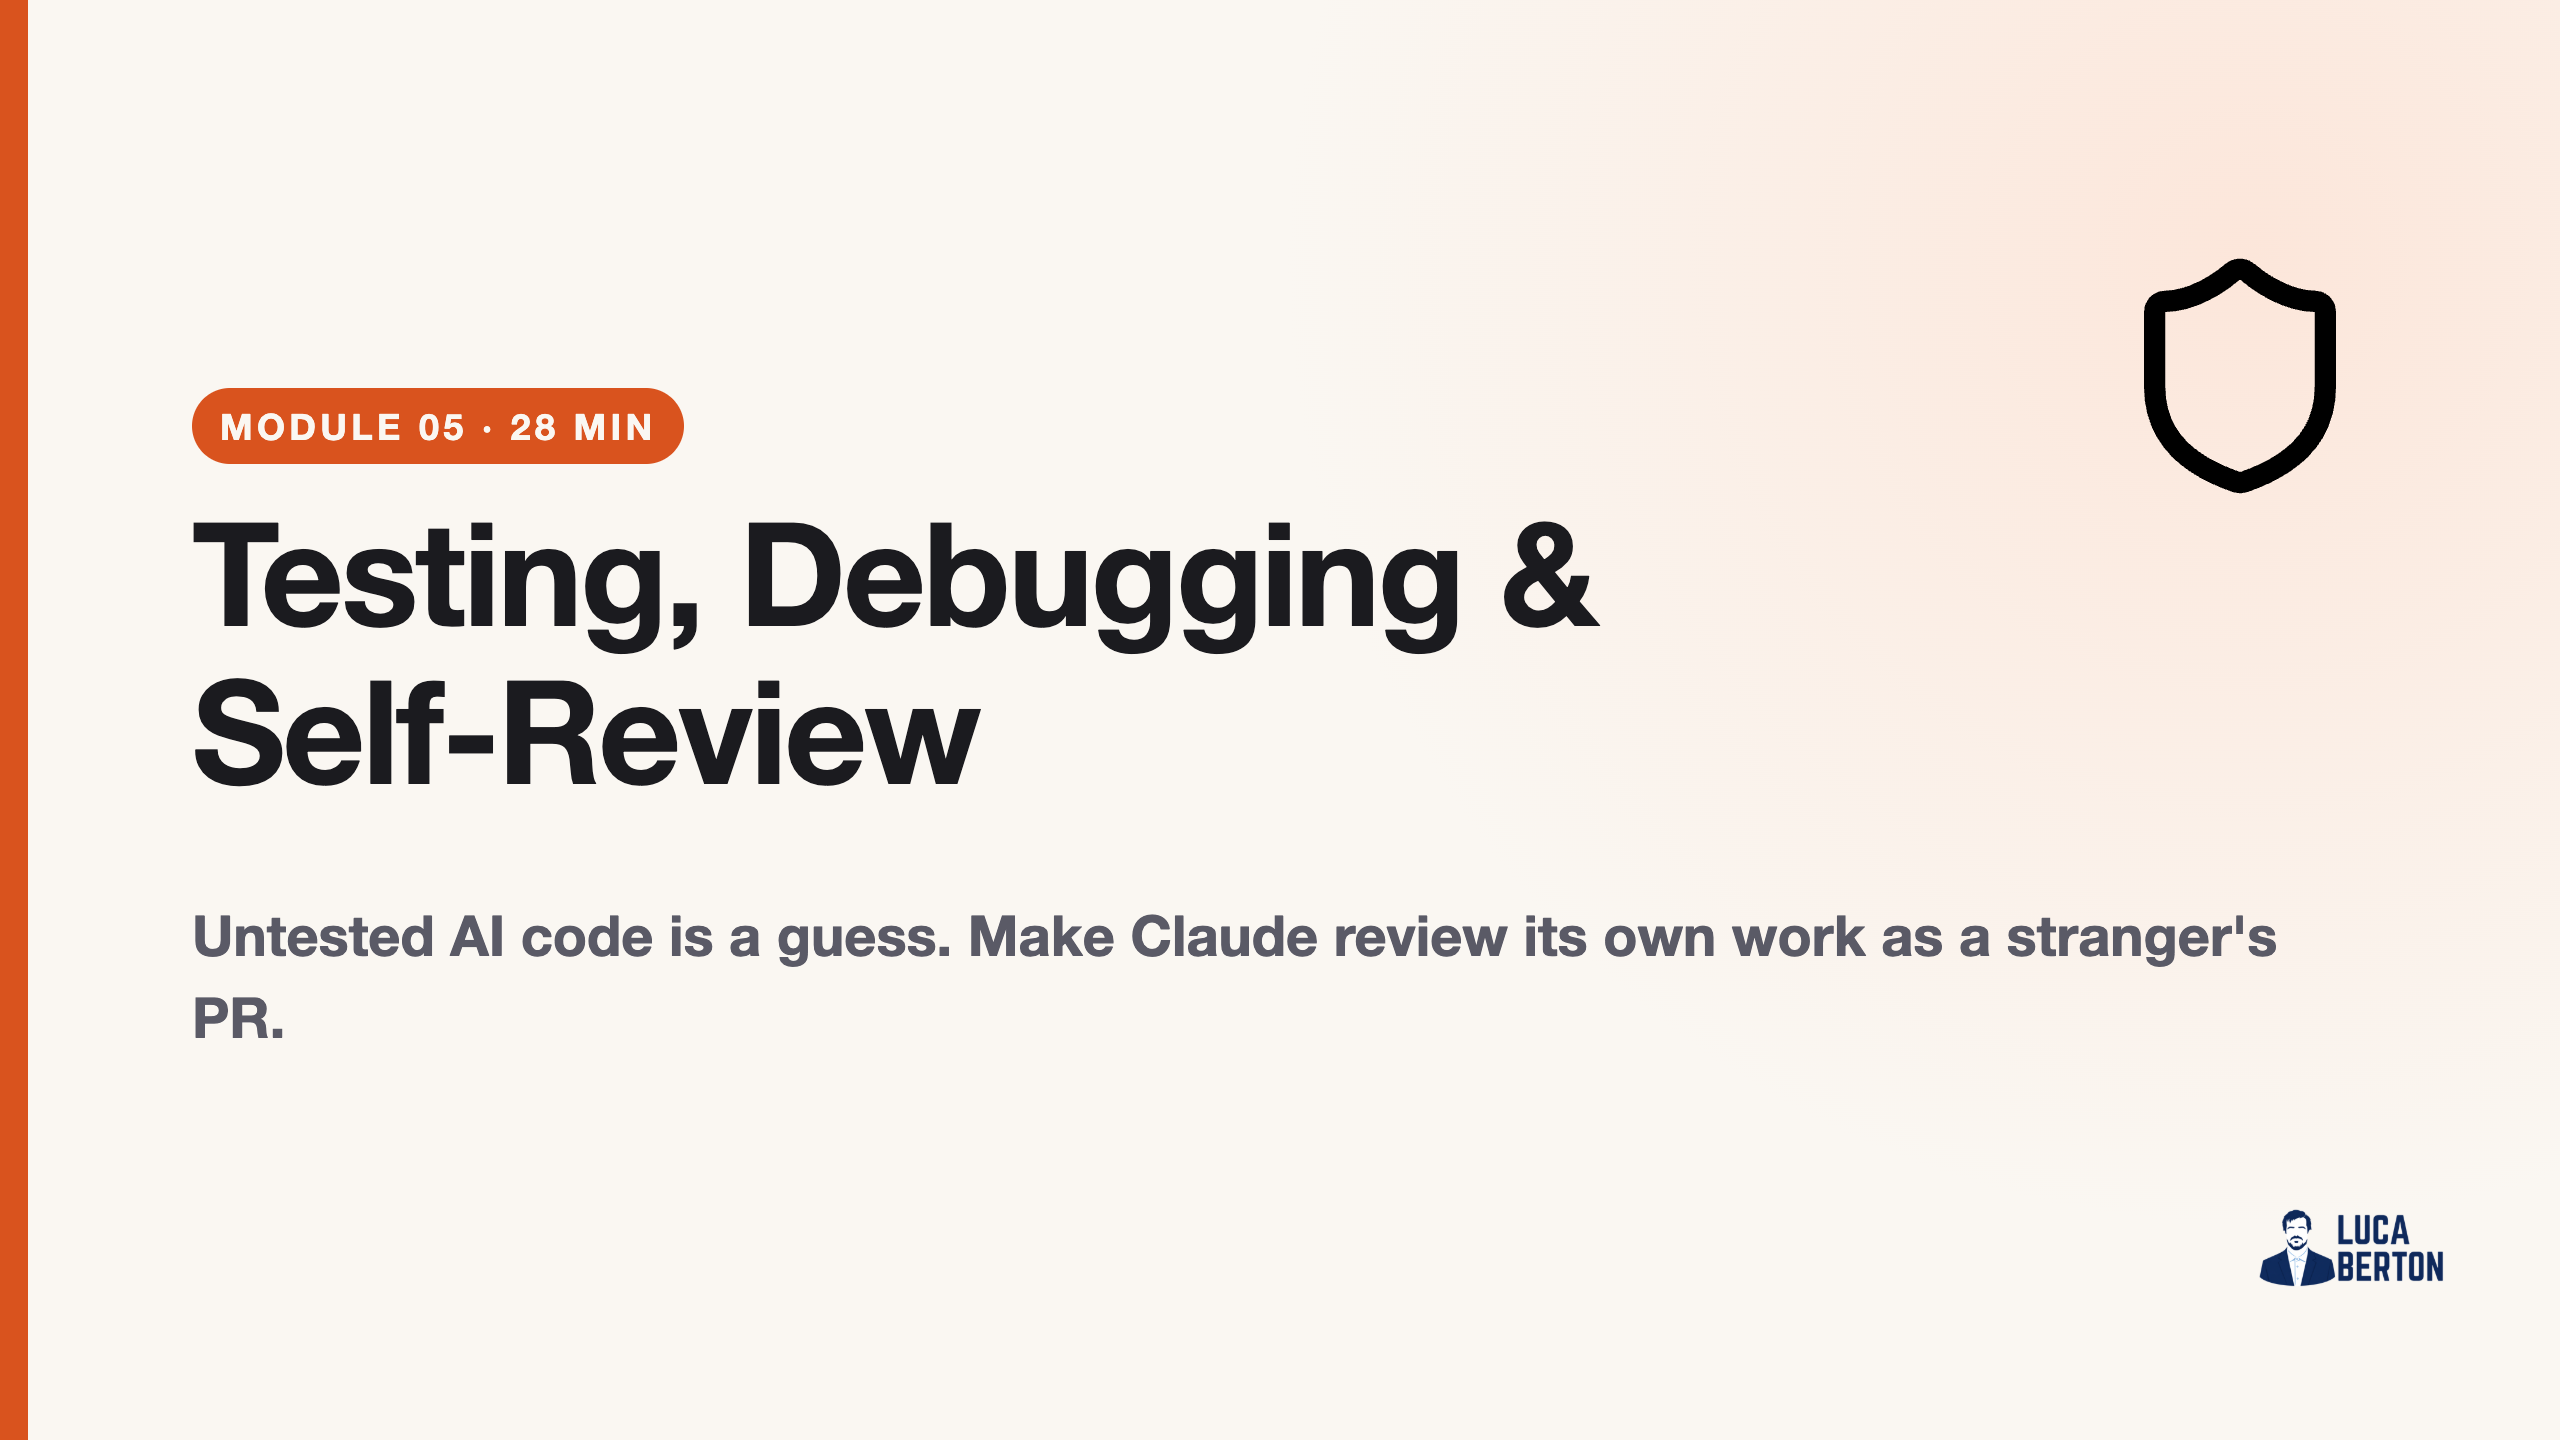 MODULE 05 · 28 MIN
Testing, Debugging &
Self-Review
Untested AI code is a guess. Make Claude review its own work as a stranger's
PR.
LUCA
BERTON